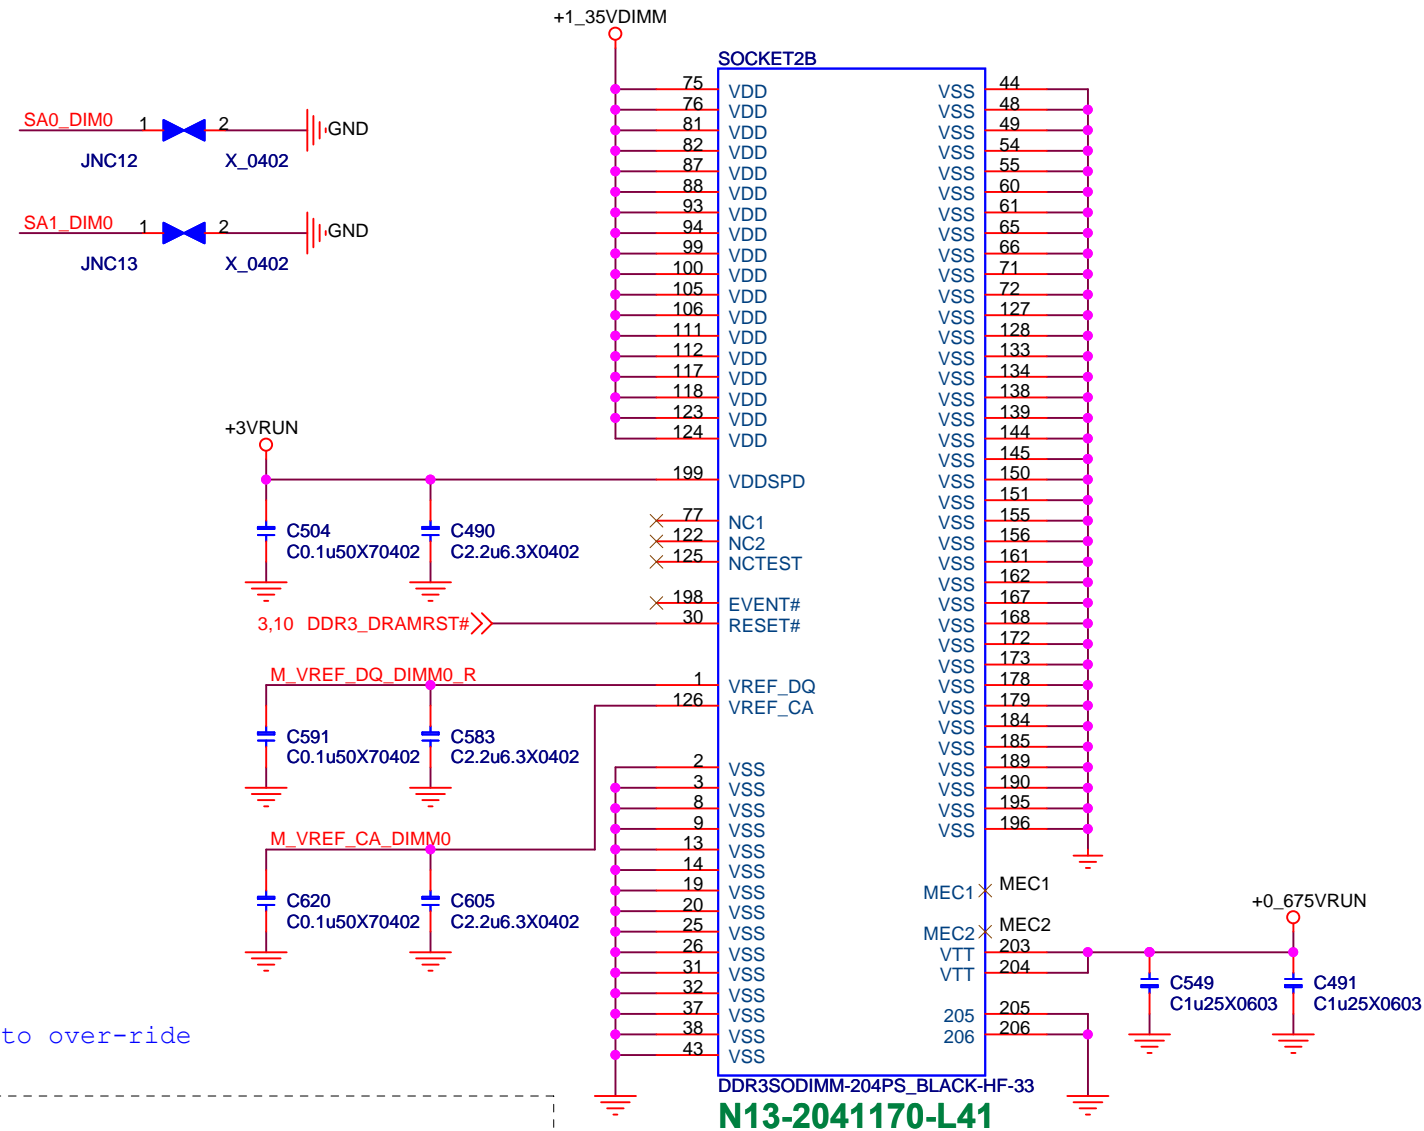 +1_35VDIMM
SOCKET2B
SA0_DIM0 1 2 GND
JNC12 X_0402
SA1_DIM0 1 2 GND
JNC13 X_0402
75 VDD VSS 44
76 VDD VSS 48
81 VDD VSS 49
82 VDD VSS 54
87 VDD VSS 55
88 VDD VSS 60
93 VDD VSS 61
94 VDD VSS 65
99 VDD VSS 66
100 VDD VSS 71
105 VDD VSS 72
106 VDD VSS 127
111 VDD VSS 128
112 VDD VSS 133
117 VDD VSS 134
118 VDD VSS 138
123 VDD VSS 139
124 VDD VSS 144
+3VRUN
VSS 145
199 VDDSPD VSS 150
VSS 151
77 NC1 VSS 155
122 NC2 VSS 156
125 NCTEST VSS 161
C504 C490
C0.1u50X70402 C2.2u6.3X0402
VSS 162
198 EVENT# VSS 167
3,10 DDR3_DRAMRST# 30 RESET# VSS 168
VSS 172
VSS 173
M_VREF_DQ_DIMM0_R 1 VREF_DQ VSS 178
126 VREF_CA VSS 179
VSS 184
C591 C583
C0.1u50X70402 C2.2u6.3X0402
VSS 185
2 VSS VSS 189
3 VSS VSS 190
8 VSS VSS 195
9 VSS VSS 196
M_VREF_CA_DIMM0
13 VSS
14 VSS
19 VSS MEC1 MEC1
C620 C605
C0.1u50X70402 C2.2u6.3X0402
20 VSS
+0_675VRUN
25 VSS MEC2 MEC2
26 VSS VTT 203
31 VSS VTT 204
32 VSS
C549 C491
C1u25X0603 C1u25X0603
37 VSS 205 205
38 VSS 206 206
to over-ride
43 VSS
DDR3SODIMM-204PS_BLACK-HF-33
N13-2041170-L41